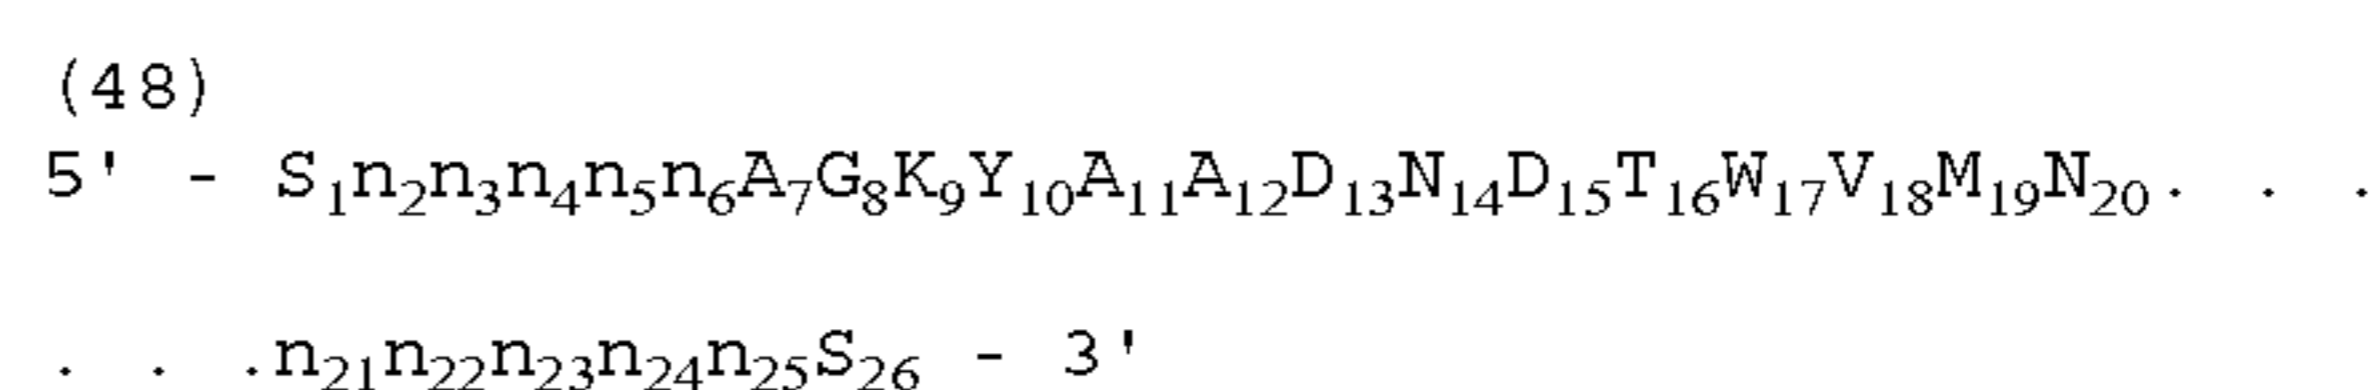 (48)
5' - S₁n₂n₃n₄n₅n₆A₇G₈K₉Y₁₀A₁₁A₁₂D₁₃N₁₄D₁₅T₁₆W₁₇V₁₈M₁₉N₂₀. . .
. . .n₂₁n₂₂n₂₃n₂₄n₂₅S₂₆ - 3'